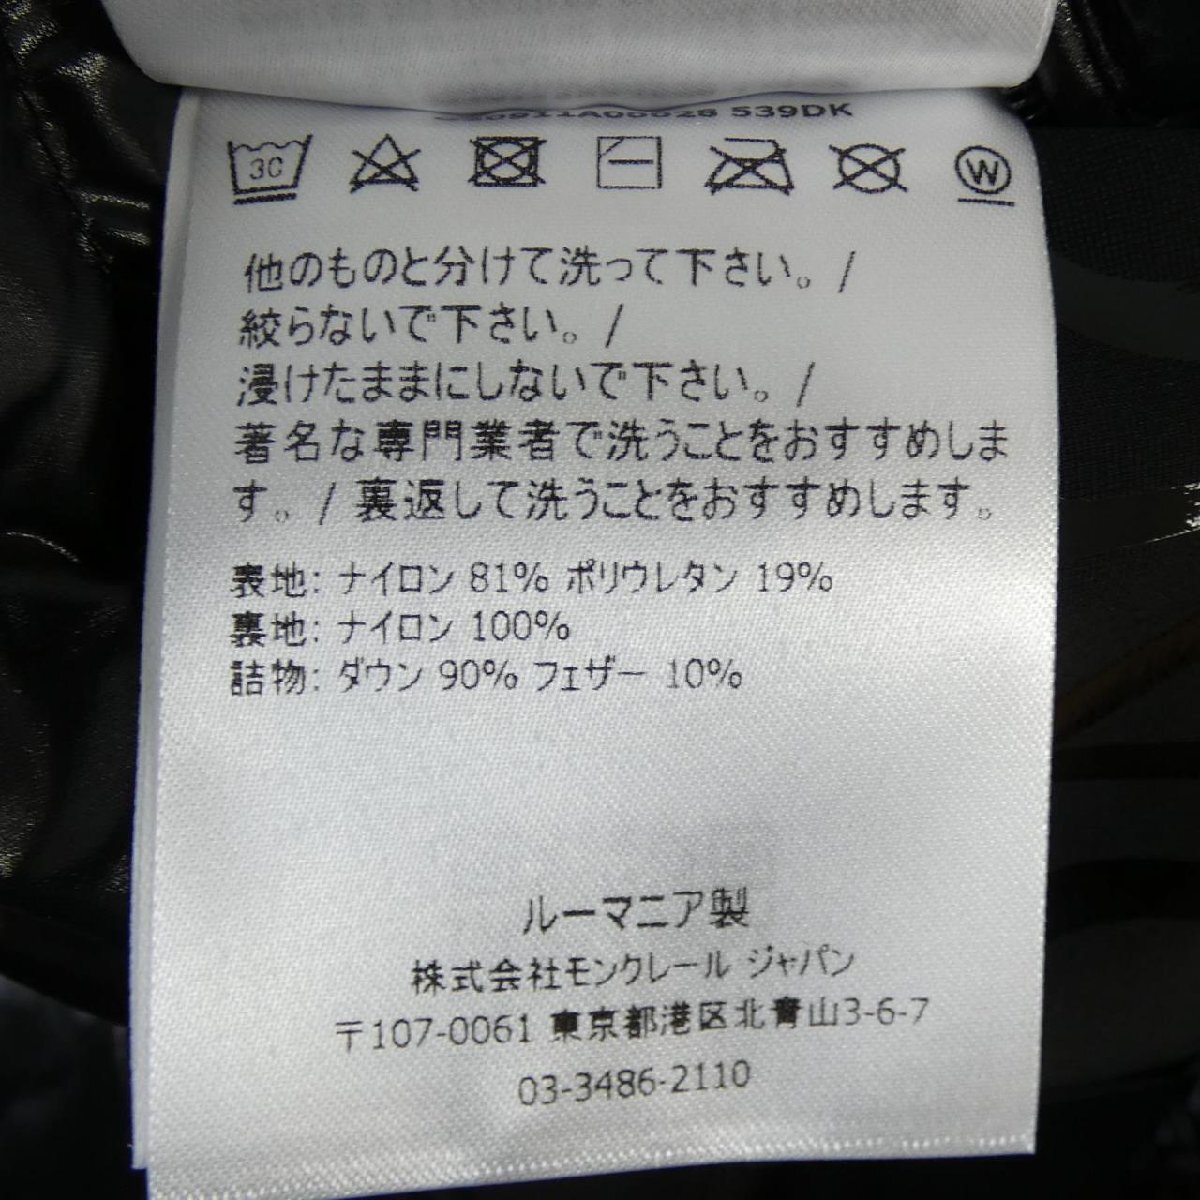 539DK
30
W
他のものと分けて洗って下さい。/
絞らないで下さい。/
浸けたままにしないで下さい。/
著名な専門業者で洗うことをおすすめしま
す。/ 裏返して洗うことをおすすめします。
表地: ナイロン 81% ポリウレタン 19%
裏地: ナイロン 100%
詰物: ダウン 90% フェザー 10%
ルーマニア製
株式会社モンクレール ジャパン
〒107-0061 東京都港区北青山3-6-7
03-3486-2110